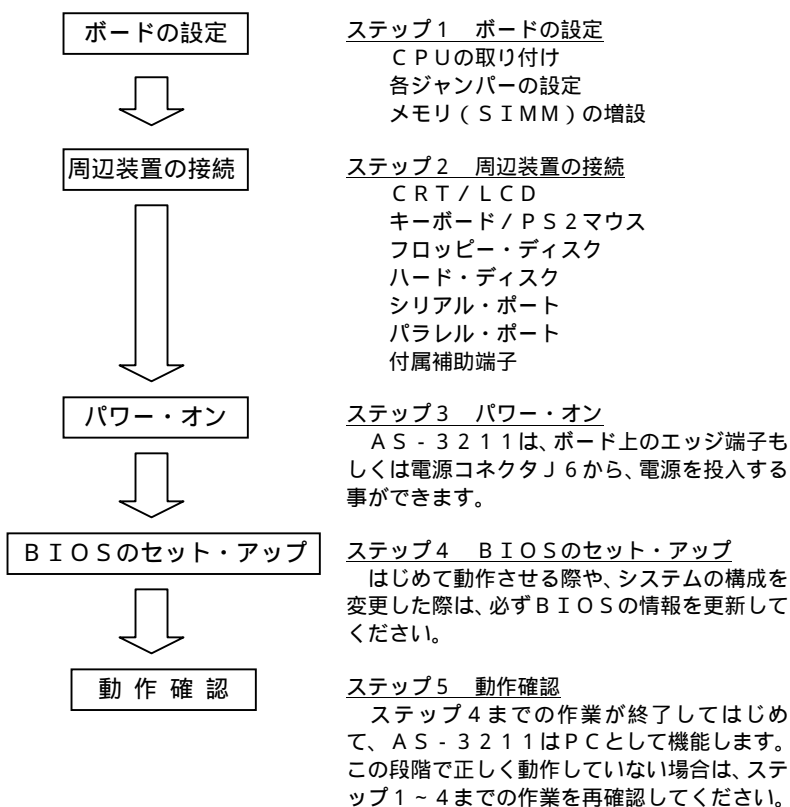 ボードの設定
ステップ1　ボードの設定
CPUの取り付け
各ジャンパーの設定
メモリ(SIMM)の増設
周辺装置の接続
ステップ2　周辺装置の接続
CRT/LCD
キーボード/PS2マウス
フロッピー・ディスク
ハード・ディスク
シリアル・ポート
パラレル・ポート
付属補助端子
パワー・オン
ステップ3　パワー・オン
AS-3211は、ボード上のエッジ端子も
しくは電源コネクタJ6から、電源を投入する
事ができます。
BIOSのセット・アップ
ステップ4　BIOSのセット・アップ
はじめて動作させる際や、システムの構成を
変更した際は、必ずBIOSの情報を更新して
ください。
動作確認
ステップ5　動作確認
ステップ4までの作業が終了してはじめ
て、AS-3211はPCとして機能します。
この段階で正しく動作していない場合は、ステ
ップ1~4までの作業を再確認してください。